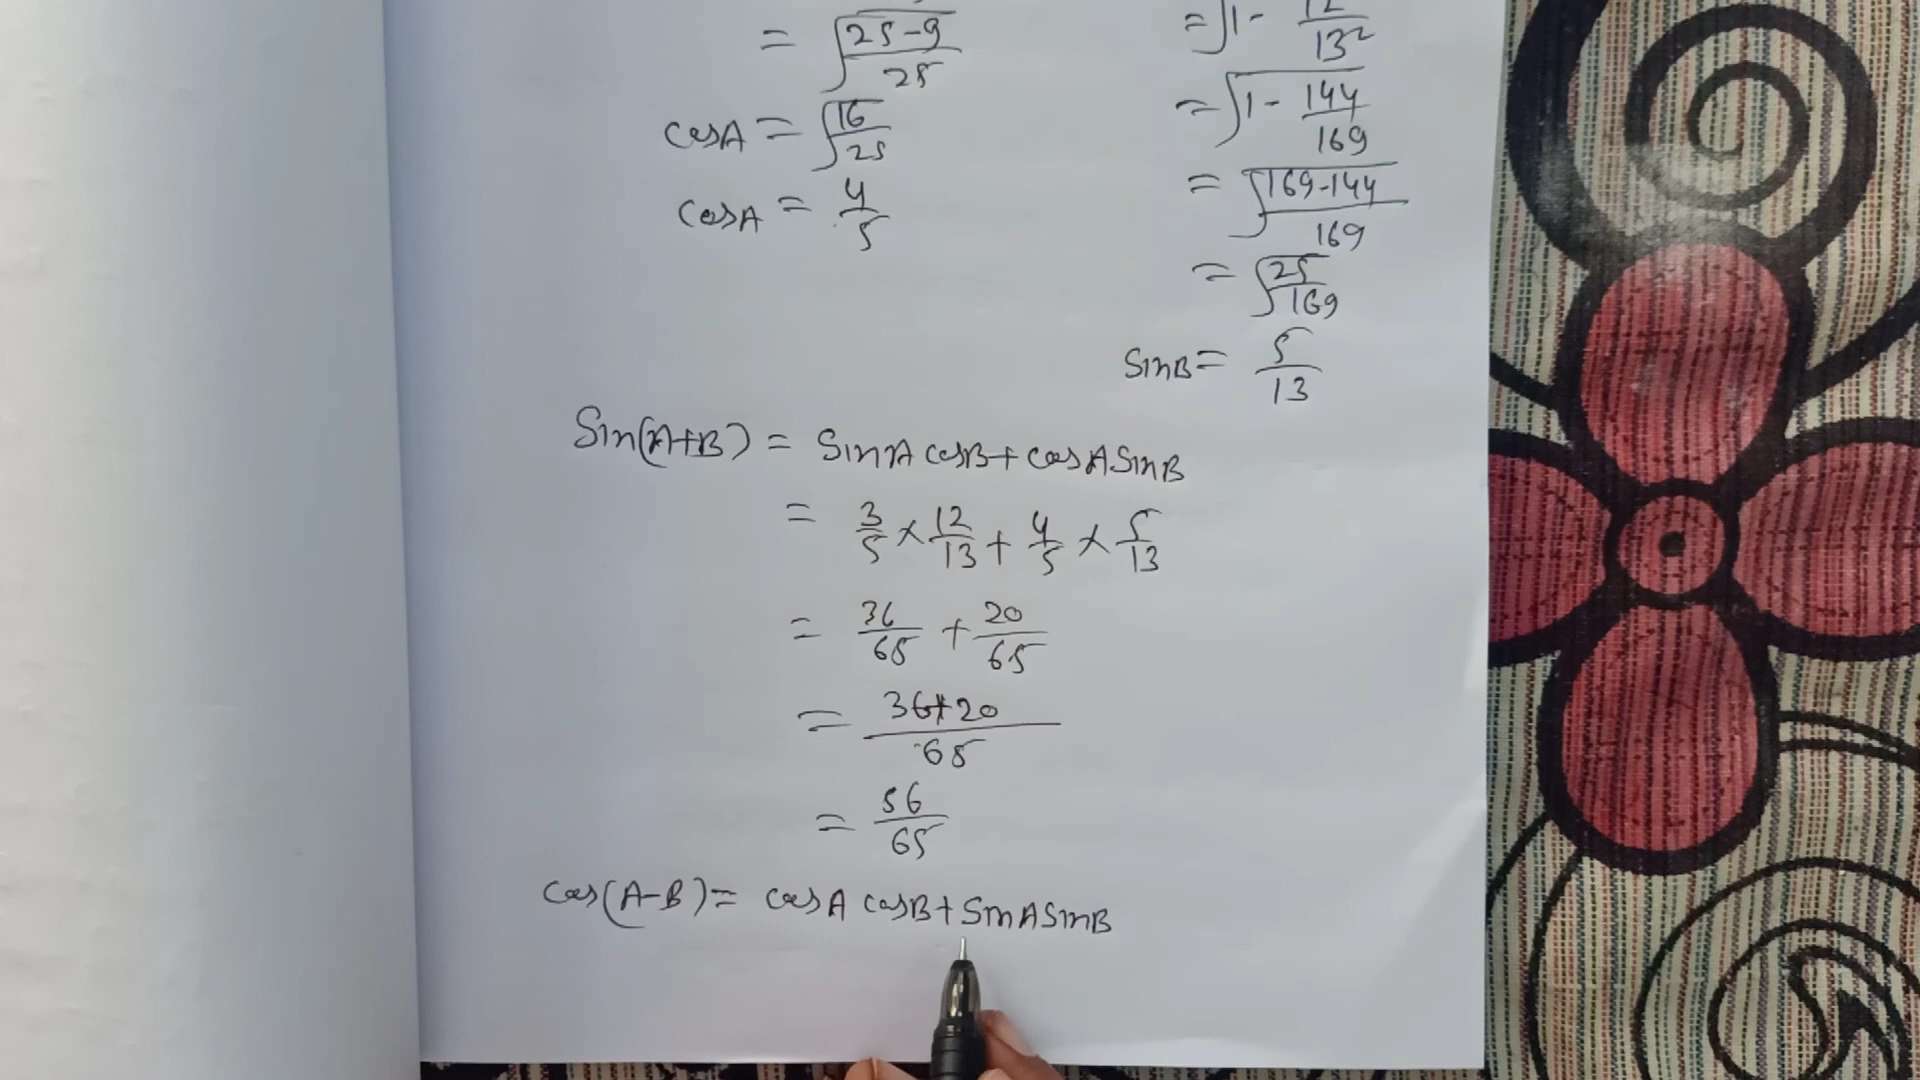 = √25-9/25
cosA = √16/25
cosA = 4/5
= √1- 12/13²
= √1- 144/169
= √169-144/169
= √25/169
SinB = 5/13
Sin(A+B) = SinA cosB + cosA SinB
= 3/5 × 12/13 + 4/5 × 5/13
= 36/65 + 20/65
= 36+20/65
= 56/65
cos(A-B) = cosA cosB + SinA SinB